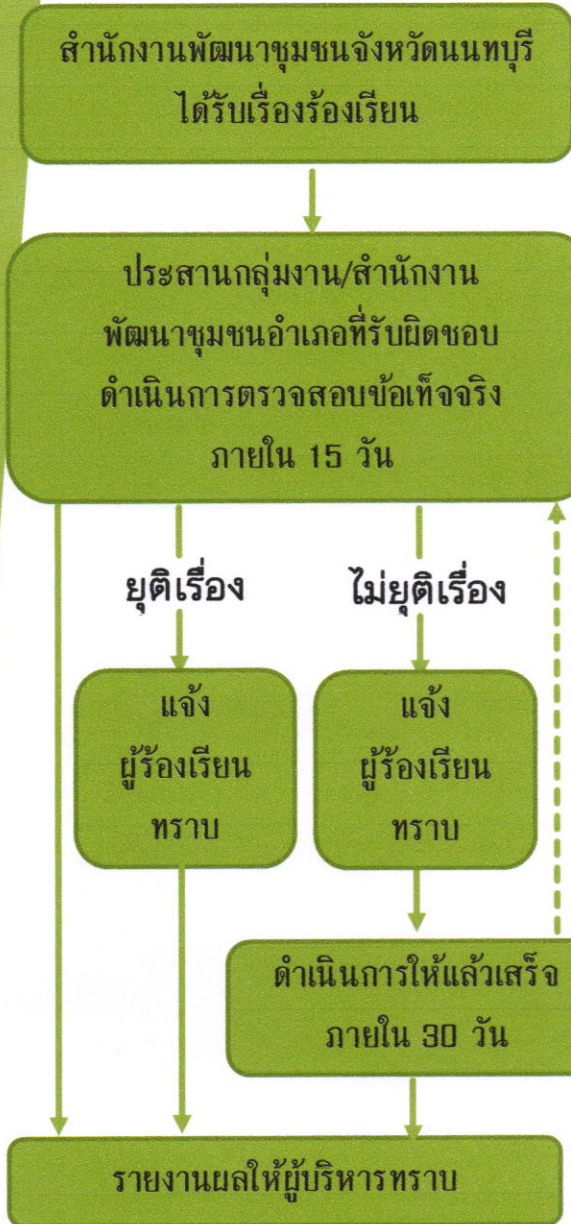 สำนักงานพัฒนาชุมชนจังหวัดนนทบุรี
ได้รับเรื่องร้องเรียน
ประสานกลุ่มงาน/สำนักงาน
พัฒนาชุมชนอำเภอที่รับผิดชอบ
ดำเนินการตรวจสอบข้อเท็จจริง
ภายใน 15 วัน
ยุติเรื่อง
ไม่ยุติเรื่อง
แจ้ง
ผู้ร้องเรียน
ทราบ
แจ้ง
ผู้ร้องเรียน
ทราบ
ดำเนินการให้แล้วเสร็จ
ภายใน 30 วัน
รายงานผลให้ผู้บริหารทราบ